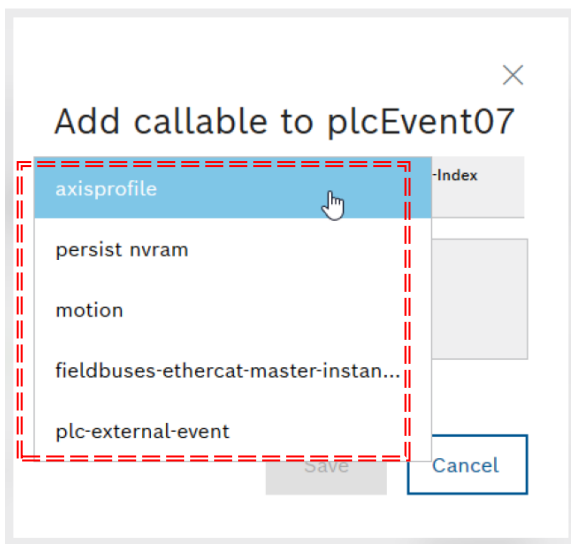 Add callable to plcEvent07
axisprofile
-Index
persist nvram
motion
fieldbuses-ethercat-master-instan...
plc-external-event
Save
Cancel